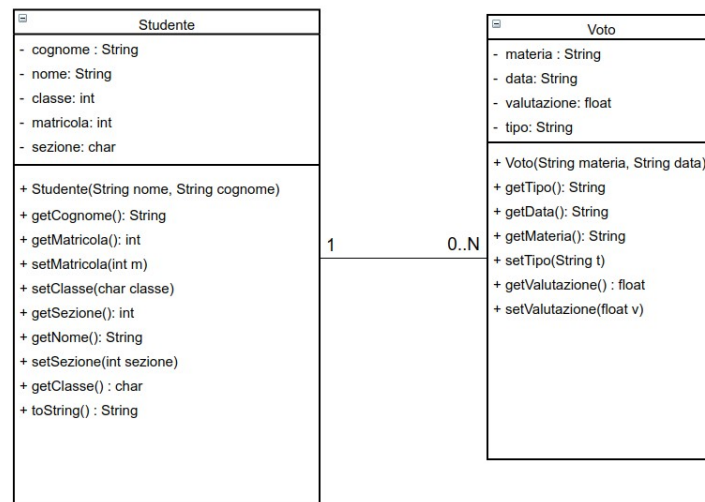 Studente
- cognome : String
- nome: String
- classe: int
- matricola: int
- sezione: char
+ Studente(String nome, String cognome)
+ getCognome(): String
+ getMatricola(): int
+ setMatricola(int m)
+ setClasse(char classe)
+ getSezione(): int
+ getNome(): String
+ setSezione(int sezione)
+ getClasse() : char
+ toString() : String
1
0..N
Voto
- materia : String
- data: String
- valutazione: float
- tipo: String
+ Voto(String materia, String data)
+ getTipo(): String
+ getData(): String
+ getMateria(): String
+ setTipo(String t)
+ getValutazione() : float
+ setValutazione(float v)